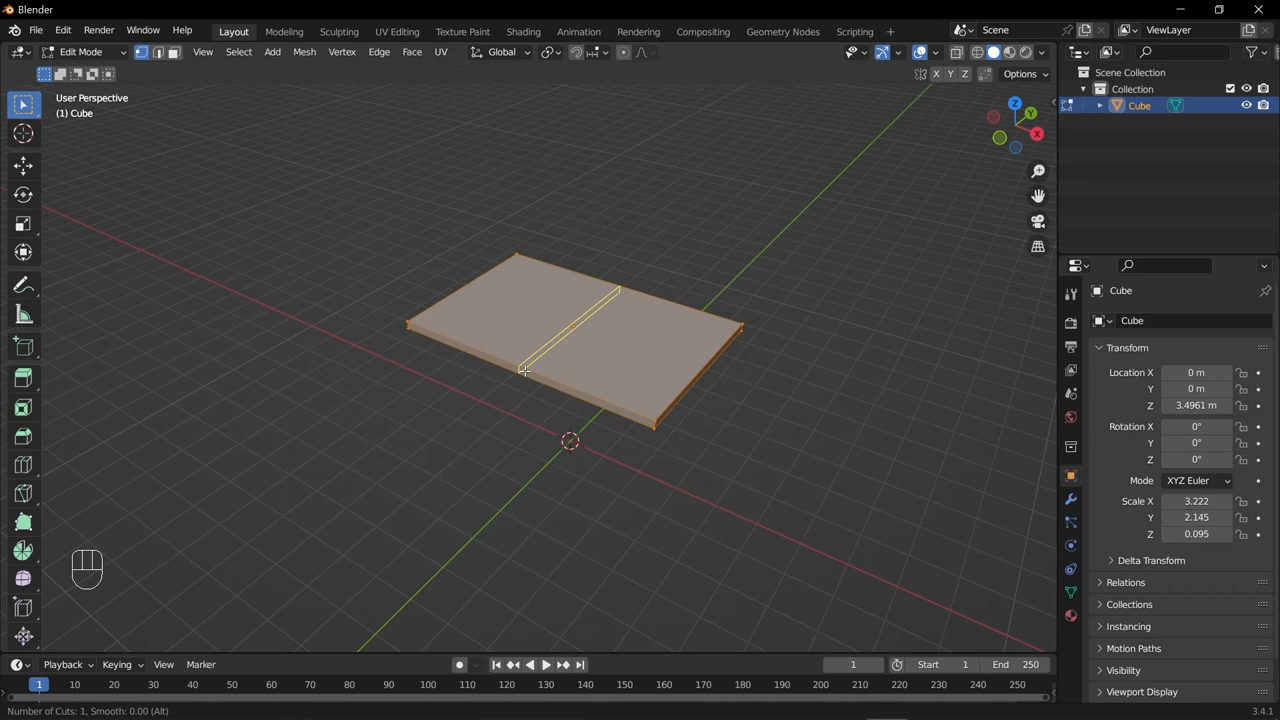 Blender
File Edit Render Window Help
Layout Modeling Sculpting UV Editing Texture Paint Shading Animation Rendering Compositing Geometry Nodes Scripting +
Scene
ViewLayer
Edit Mode
View Select Add Mesh Vertex Edge Face UV
Global
X Y Z
Options
User Perspective
(1) Cube
Z
Y
X
Scene Collection
Collection
Cube
Cube
Cube
Transform
Location X 0 m
Y 0 m
Z 3.4961 m
Rotation X 0°
Y 0°
Z 0°
Mode XYZ Euler
Scale X 3.222
Y 2.145
Z 0.095
Delta Transform
Relations
Collections
Instancing
Motion Paths
Visibility
Viewport Display
Playback Keying View Marker
1
Start 1
End 250
1 10 20 30 40 50 60 70 80 90 100 110 120 130 140 150 160 170 180 190 200 210 220 230 240 250
Number of Cuts: 1, Smooth: 0.00 (Alt)
3.4.1